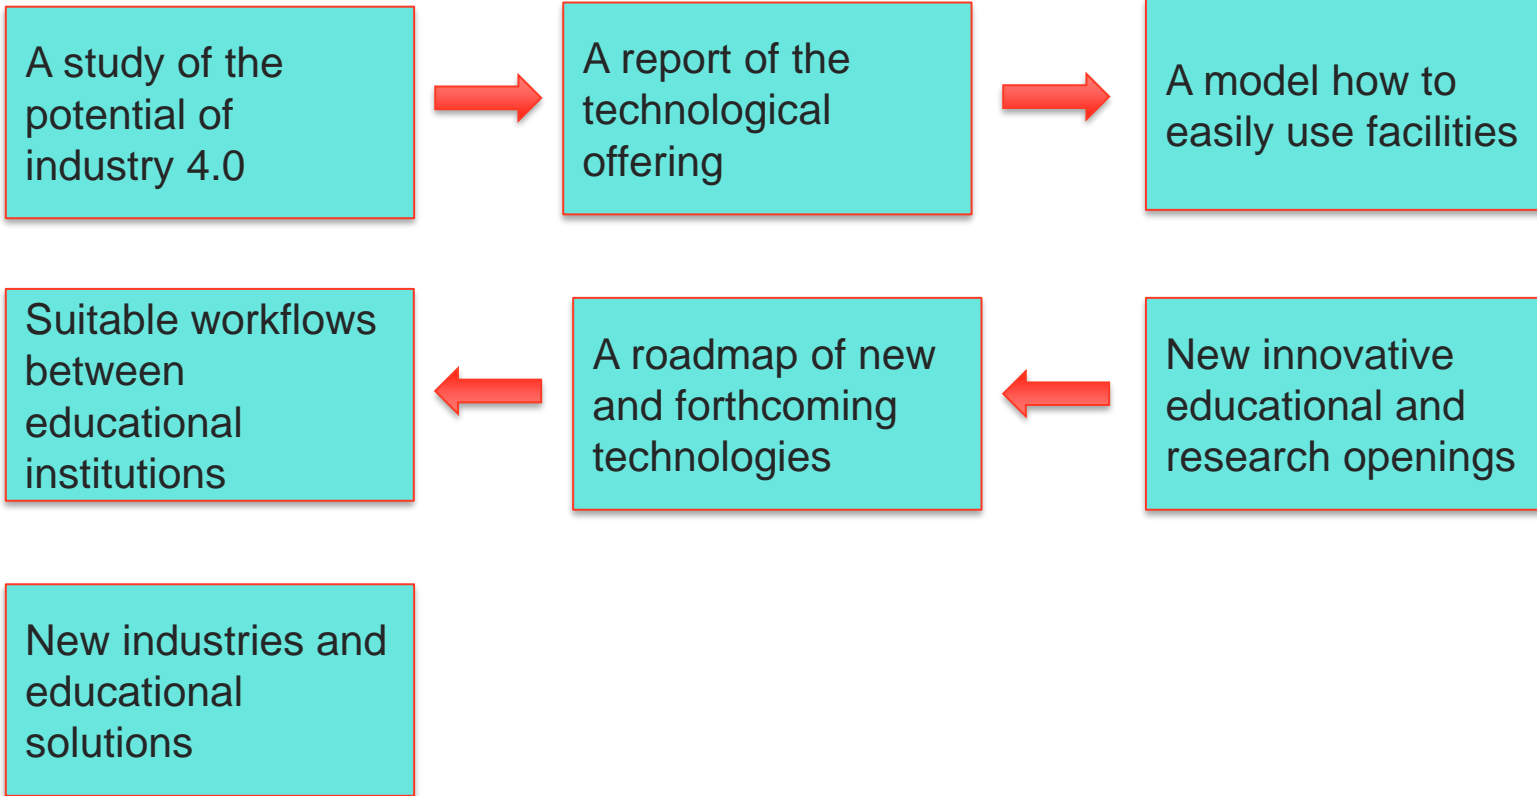 A study of the
potential of
industry 4.0
A report of the
technological
offering
A model how to
easily use facilities
New innovative
educational and
research openings
A roadmap of new
and forthcoming
technologies
Suitable workflows
between
educational
institutions
New industries and
educational
solutions